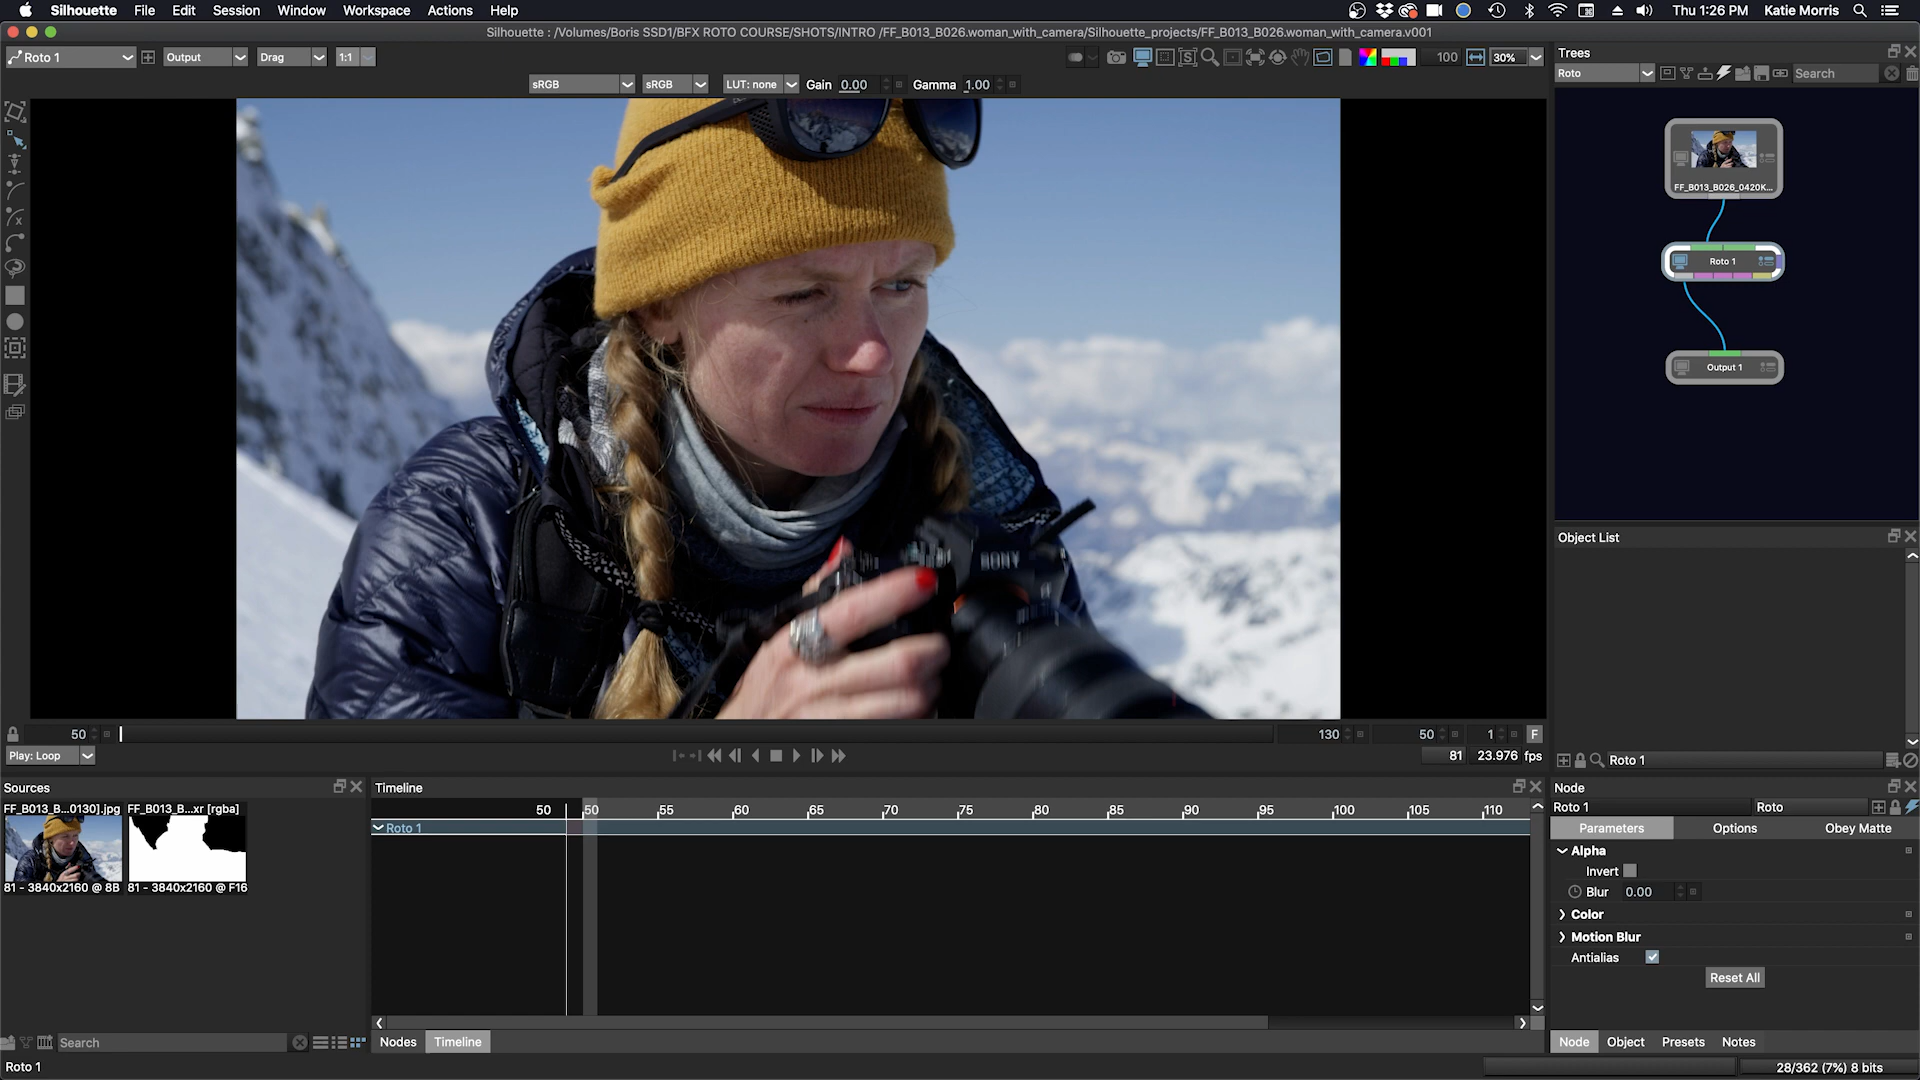 Silhouette File Edit Session Window Workspace Actions Help
Thu 1:26 PM Katie Morris
Silhouette : /Volumes/Boris SSD1/BFX ROTO COURSE/SHOTS/INTRO /FF_B013_B026.woman_with_camera/Silhouette_projects/FF_B013_B026.woman_with_camera.v001
Roto 1 Output Drag 1:1 100 30%
sRGB sRGB LUT: none Gain 0.00 Gamma 1.00
SONY
50 130 50 1 F
Play: Loop 81 23.976 fps
Trees
Roto Search
FF_B013_B026_0420K...
Roto 1
Output 1
Object List
Roto 1
Sources
FF_B013_B...0130].jpg FF_B013_B...xr [rgba]
81 - 3840x2160 @ 8B 81 - 3840x2160 @ F16
Search
Roto 1
Timeline
50 50 55 60 65 70 75 80 85 90 95 100 105 110
Roto 1
Nodes Timeline
Node
Roto 1 Roto
Parameters Options Obey Matte
Alpha
Invert
Blur 0.00
Color
Motion Blur
Antialias
Reset All
Node Object Presets Notes
28/362 (7%) 8 bits